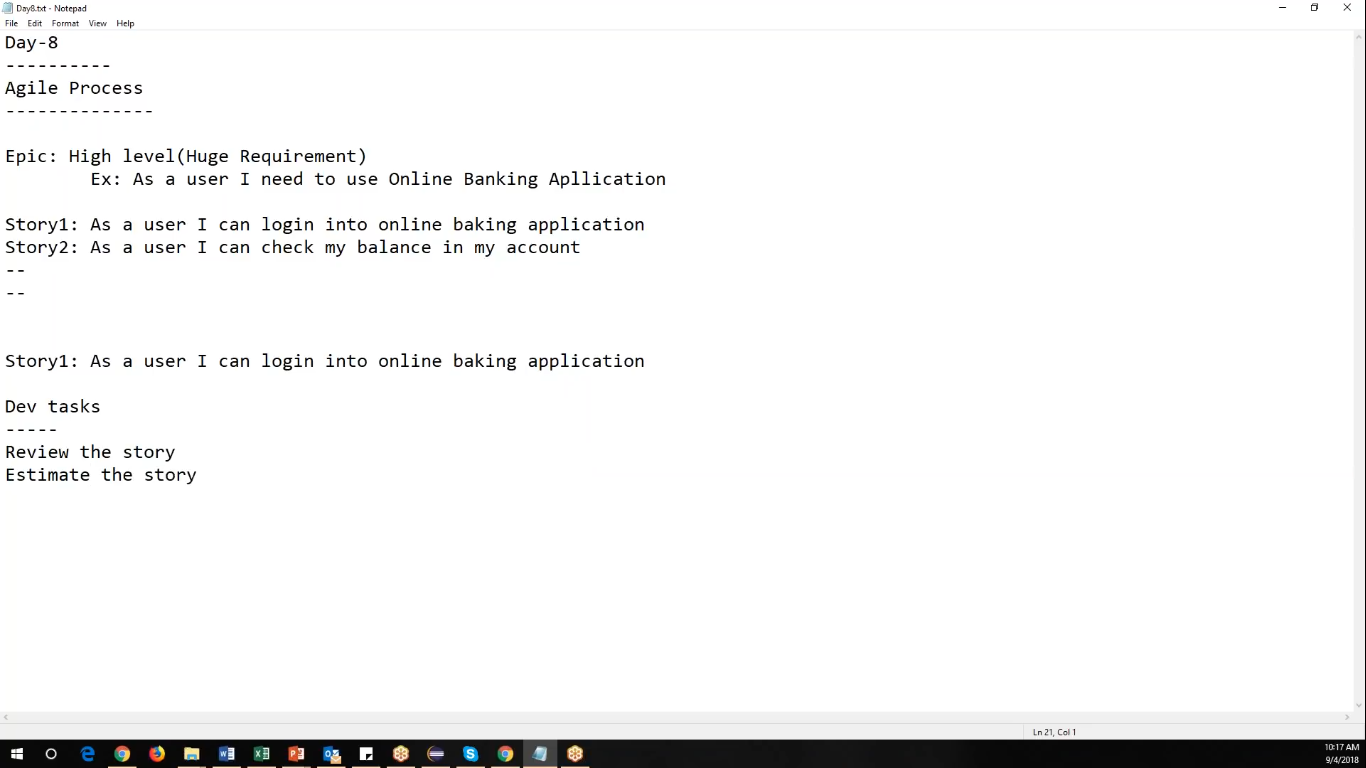 Day8.txt - Notepad
File Edit Format View Help
Day-8
----------
Agile Process
--------------
Epic: High level(Huge Requirement)
Ex: As a user I need to use Online Banking Apllication
Story1: As a user I can login into online baking application
Story2: As a user I can check my balance in my account
--
--
Story1: As a user I can login into online baking application
Dev tasks
-----
Review the story
Estimate the story
Ln 21, Col 1
10:17 AM
9/4/2018